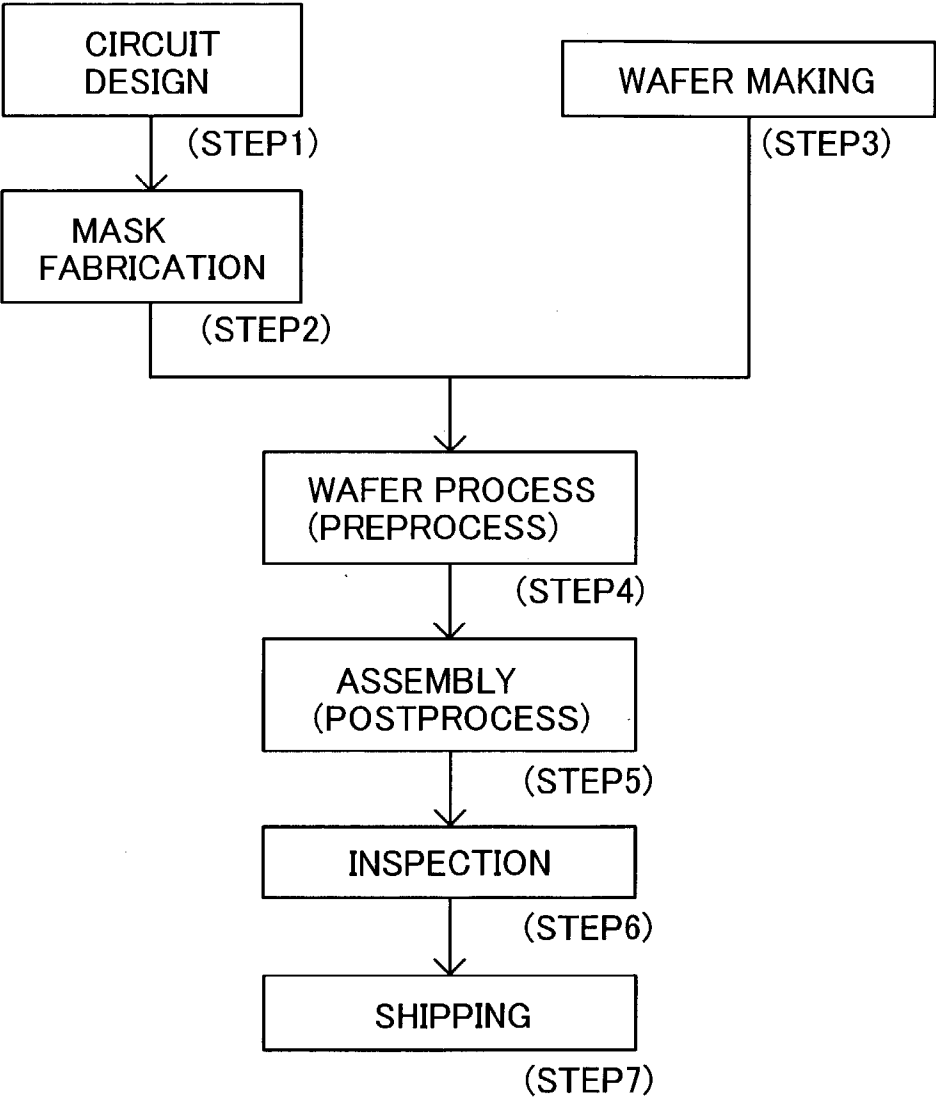 CIRCUIT
DESIGN
(STEP1)
WAFER MAKING
(STEP3)
MASK
FABRICATION
(STEP2)
WAFER PROCESS
(PREPROCESS)
(STEP4)
ASSEMBLY
(POSTPROCESS)
(STEP5)
INSPECTION
(STEP6)
SHIPPING
(STEP7)